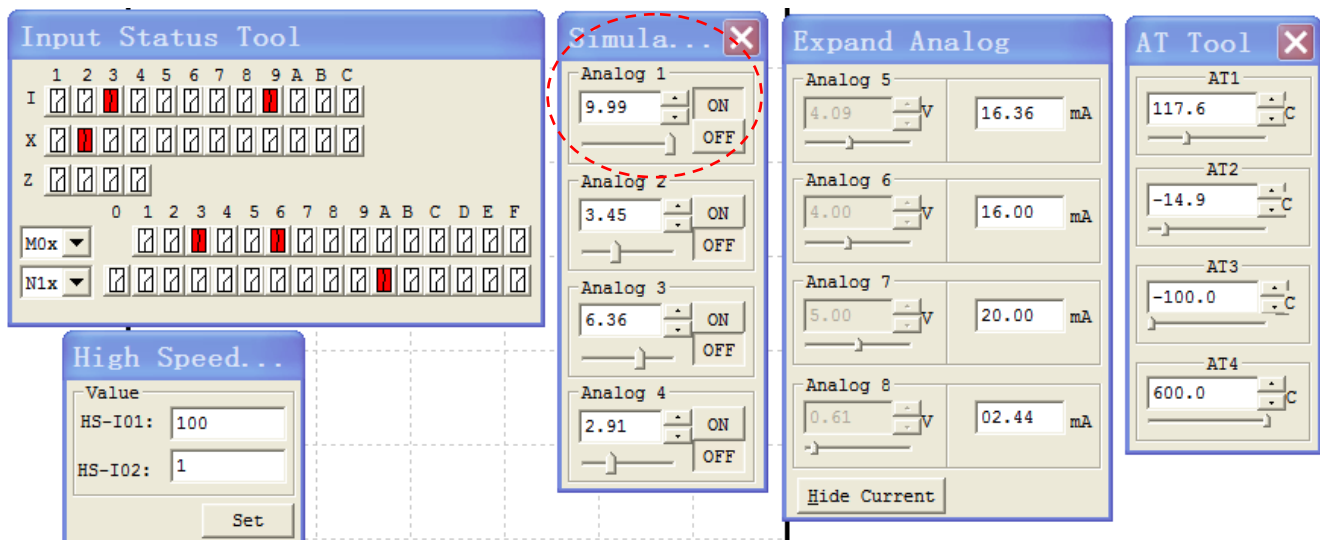 Input Status Tool
1 2 3 4 5 6 7 8 9 A B C
I
X
Z
0 1 2 3 4 5 6 7 8 9 A B C D E F
M0x
N1x
High Speed...
Value
HS-I01: 100
HS-I02: 1
Set
Simula...
Analog 1
9.99 ON
OFF
Analog 2
3.45 ON
OFF
Analog 3
6.36 ON
OFF
Analog 4
2.91 ON
OFF
Expand Analog
Analog 5
4.09 V 16.36 mA
Analog 6
4.00 V 16.00 mA
Analog 7
5.00 V 20.00 mA
Analog 8
0.61 V 02.44 mA
Hide Current
AT Tool
AT1
117.6 C
AT2
-14.9 C
AT3
-100.0 C
AT4
600.0 C